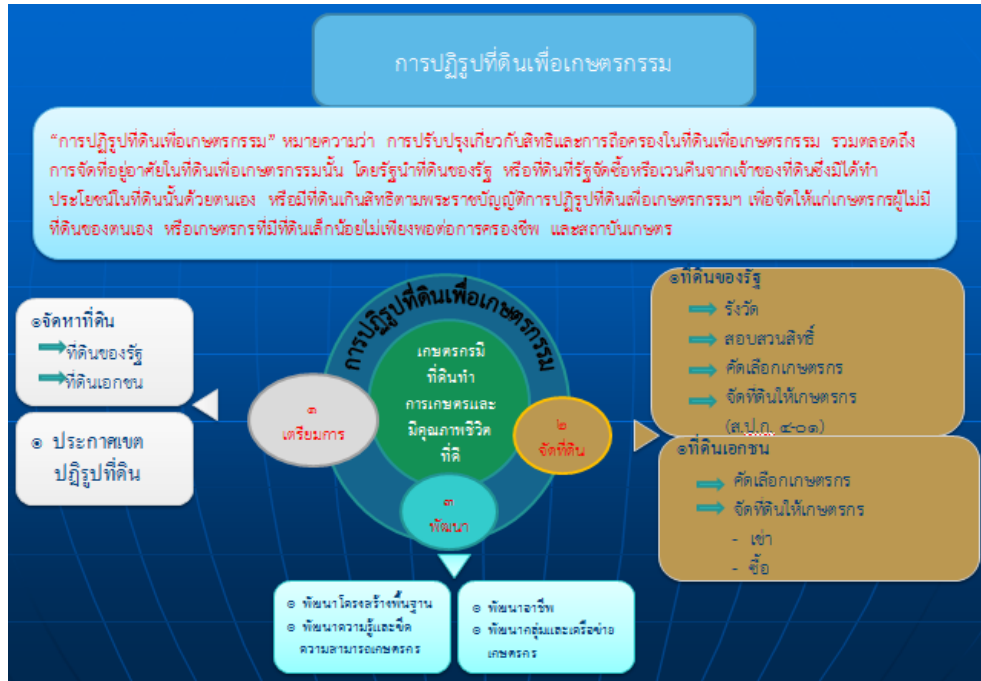 การปฏิรูปที่ดินเพื่อเกษตรกรรม
“การปฏิรูปที่ดินเพื่อเกษตรกรรม” หมายความว่า การปรับปรุงเกี่ยวกับสิทธิและการถือครองในที่ดินเพื่อเกษตรกรรม รวมตลอดถึง
การจัดที่อยู่อาศัยในที่ดินเพื่อเกษตรกรรมนั้น โดยรัฐนำที่ดินของรัฐ หรือที่ดินที่รัฐจัดซื้อหรือเวนคืนจากเจ้าของที่ดินซึ่งมิได้ทำ
ประโยชน์ในที่ดินนั้นด้วยตนเอง หรือมีที่ดินเกินสิทธิตามพระราชบัญญัติการปฏิรูปที่ดินเพื่อเกษตรกรรมฯ เพื่อจัดให้แก่เกษตรกรผู้ไม่มี
ที่ดินของตนเอง หรือเกษตรกรที่มีที่ดินเล็กน้อยไม่เพียงพอต่อการครองชีพ และสถาบันเกษตร
การปฏิรูปที่ดินเพื่อเกษตรกรรม
เกษตรกรมี
ที่ดินทำ
การเกษตรและ
มีคุณภาพชีวิต
ที่ดี
๑
เตรียมการ
๏จัดหาที่ดิน
ที่ดินของรัฐ
ที่ดินเอกชน
๏ ประกาศเขต
ปฏิรูปที่ดิน
๒
จัดที่ดิน
๏ที่ดินของรัฐ
รังวัด
สอบสวนสิทธิ์
คัดเลือกเกษตรกร
จัดที่ดินให้เกษตรกร
(ส.ป.ก. ๔-๐๑)
๏ที่ดินเอกชน
คัดเลือกเกษตรกร
จัดที่ดินให้เกษตรกร
- เช่า
- ซื้อ
๓
พัฒนา
๏ พัฒนาโครงสร้างพื้นฐาน
๏ พัฒนาความรู้และขีด
ความสามารถเกษตรกร
๏ พัฒนาอาชีพ
๏ พัฒนากลุ่มและเครือข่าย
เกษตรกร